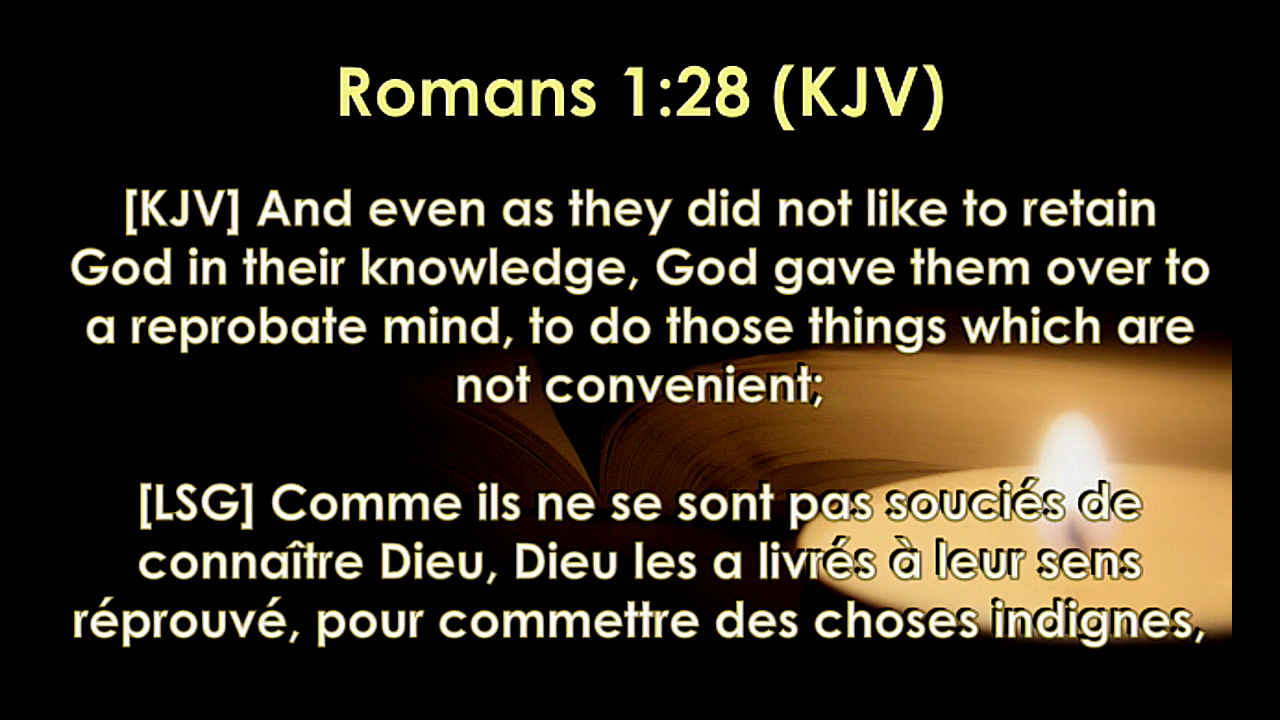 Romans 1:28 (KJV)
[KJV] And even as they did not like to retain
God in their knowledge, God gave them over to
a reprobate mind, to do those things which are
not convenient;
[LSG] Comme ils ne se sont pas souciés de
connaître Dieu, Dieu les a livrés à leur sens
réprouvé, pour commettre des choses indignes,